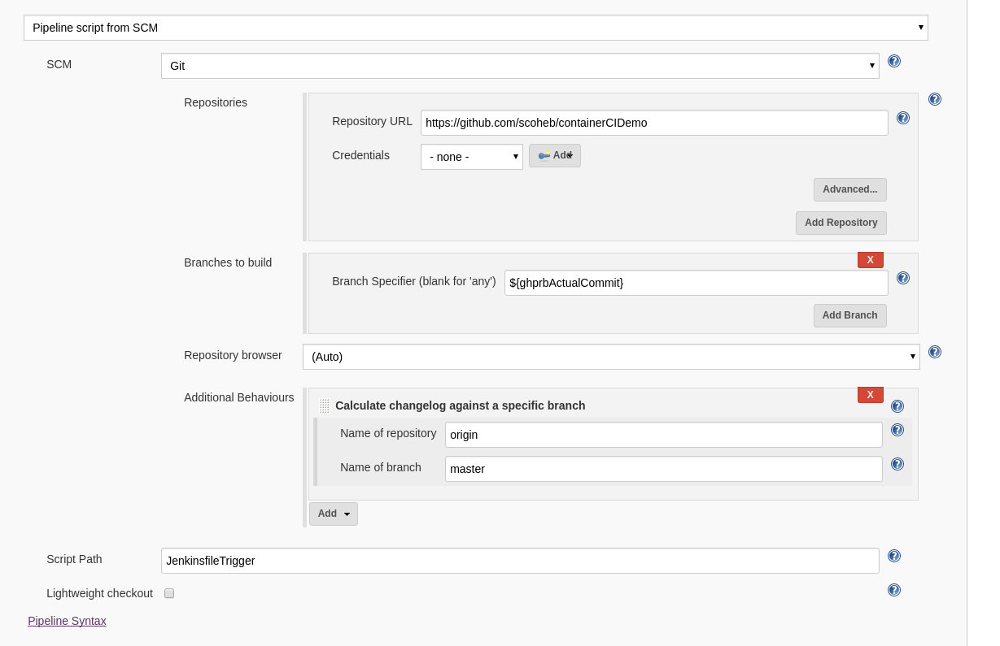 Pipeline script from SCM
SCM
Git
Repositories
Repository URL
https://github.com/scoheb/containerCIDemo
Credentials
- none -
Add
Advanced...
Add Repository
Branches to build
X
Branch Specifier (blank for 'any')
${ghprbActualCommit}
Add Branch
Repository browser
(Auto)
Additional Behaviours
X
Calculate changelog against a specific branch
Name of repository
origin
Name of branch
master
Add
Script Path
JenkinsfileTrigger
Lightweight checkout
Pipeline Syntax